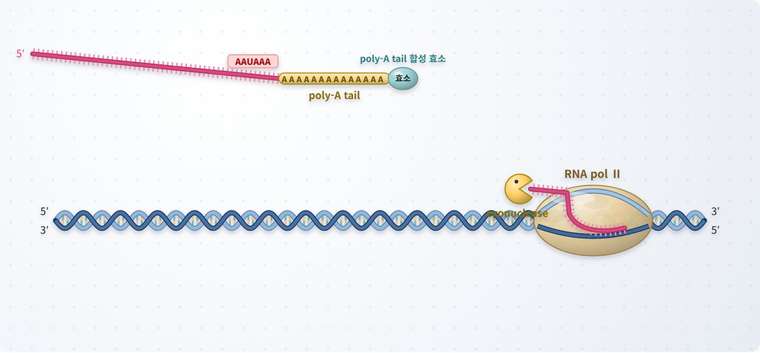 5'
AAUAAA
poly-A tail 합성 효소
AAAAAAAAAAAAAA
효소
poly-A tail
RNA pol II
5'
3'
3'
5'